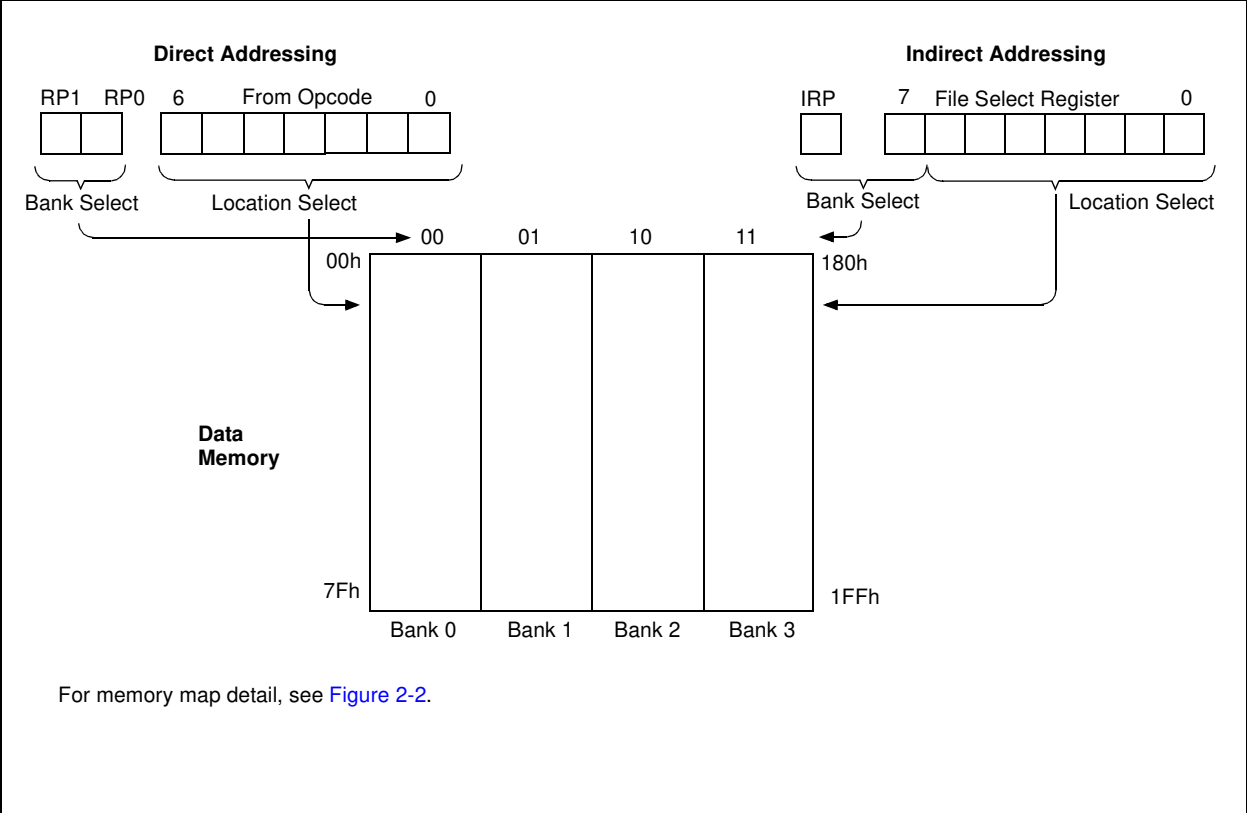 Direct Addressing
Indirect Addressing
RP1 RP0 6 From Opcode 0
IRP 7 File Select Register 0
Bank Select Location Select
Bank Select Location Select
00 01 10 11
00h
180h
Data
Memory
7Fh
1FFh
Bank 0 Bank 1 Bank 2 Bank 3
For memory map detail, see Figure 2-2.